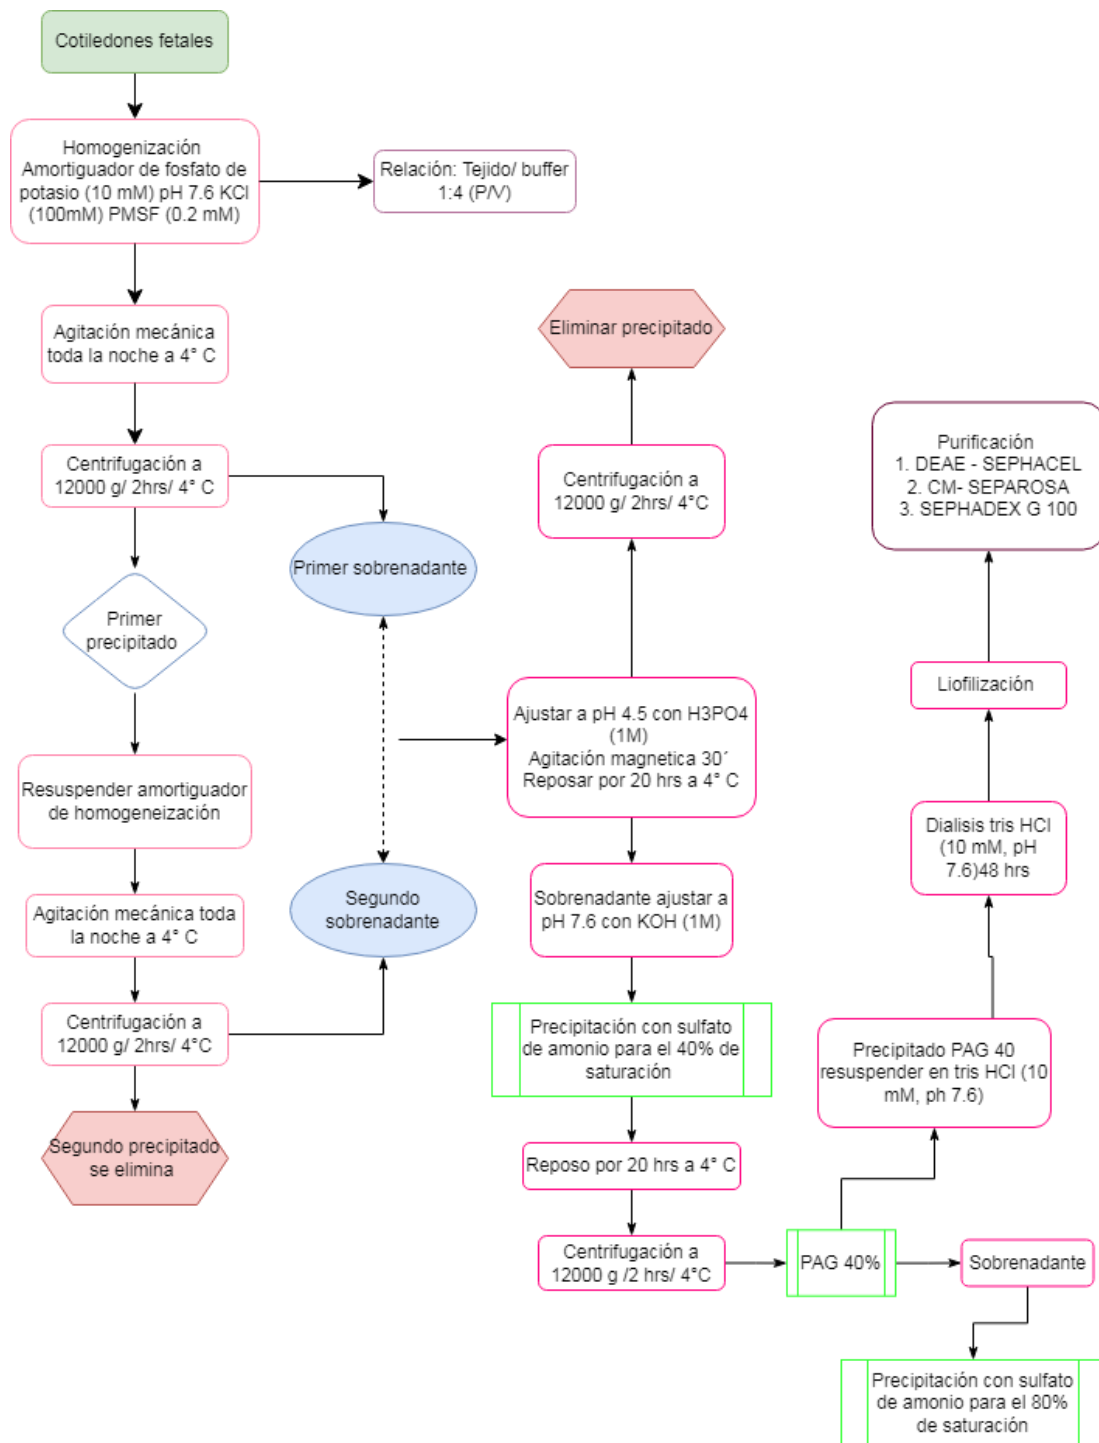 Cotiledones fetales
Homogenización
Amortiguador de fosfato de
potasio (10 mM) pH 7.6 KCl
(100mM) PMSF (0.2 mM)
Relación: Tejido/ buffer
1:4 (P/V)
Agitación mecánica
toda la noche a 4° C
Centrifugación a
12000 g/ 2hrs/ 4° C
Primer sobrenadante
Primer
precipitado
Resuspender amortiguador
de homogeneización
Agitación mecánica toda
la noche a 4° C
Segundo
sobrenadante
Centrifugación a
12000 g/ 2hrs/ 4°C
Segundo precipitado
se elimina
Eliminar precipitado
Centrifugación a
12000 g/ 2hrs/ 4°C
Ajustar a pH 4.5 con H3PO4
(1M)
Agitación magnetica 30´
Reposar por 20 hrs a 4° C
Sobrenadante ajustar a
pH 7.6 con KOH (1M)
Precipitación con sulfato
de amonio para el 40% de
saturación
Reposo por 20 hrs a 4° C
Centrifugación a
12000 g /2 hrs/ 4°C
PAG 40%
Sobrenadante
Precipitación con sulfato
de amonio para el 80%
de saturación
Precipitado PAG 40
resuspender en tris HCl (10
mM, ph 7.6)
Dialisis tris HCl
(10 mM, pH
7.6)48 hrs
Liofilización
Purificación
1. DEAE - SEPHACEL
2. CM- SEPAROSA
3. SEPHADEX G 100